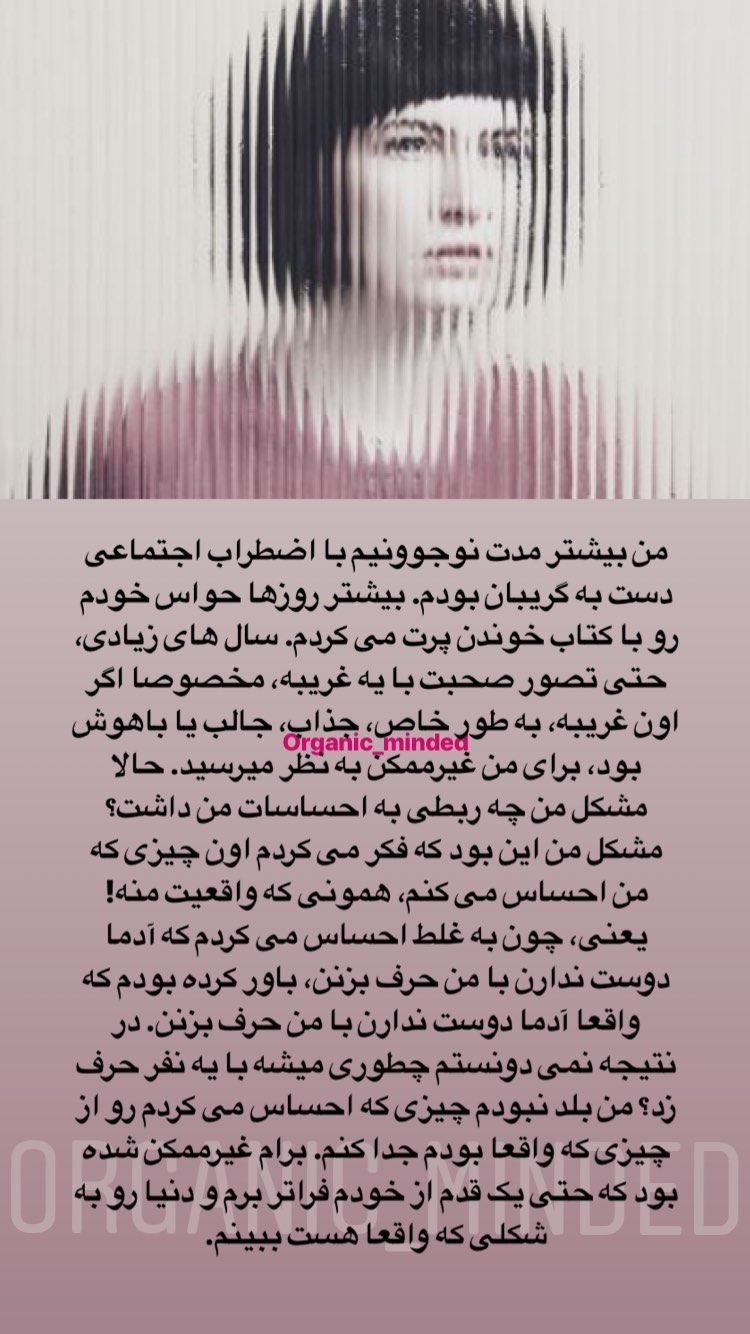 من بیشتر مدت نوجوونیم با اضطراب اجتماعی
دست به گریبان بودم. بیشتر روزها حواس خودم
رو با کتاب خوندن پرت می کردم. سال های زیادی،
حتی تصور صحبت با یه غریبه، مخصوصا اگر
اون غریبه، به طور خاص، جذاب، جالب یا باهوش
Organic_minded
بود، برای من غیرممکن به نظر میرسید. حالا
مشکل من چه ربطی به احساسات من داشت؟
مشکل من این بود که فکر می کردم اون چیزی که
من احساس می کنم، همونی که واقعیت منه!
یعنی، چون به غلط احساس می کردم که آدما
دوست ندارن با من حرف بزنن، باور کرده بودم که
واقعا آدما دوست ندارن با من حرف بزنن. در
نتیجه نمی دونستم چطوری میشه با یه نفر حرف
زد؟ من بلد نبودم چیزی که احساس می کردم رو از
چیزی که واقعا بودم جدا کنم. برام غیرممکن شده
ORGANIC_MINDED
بود که حتی یک قدم از خودم فراتر برم و دنیا رو به
شکلی که واقعا هست ببینم.